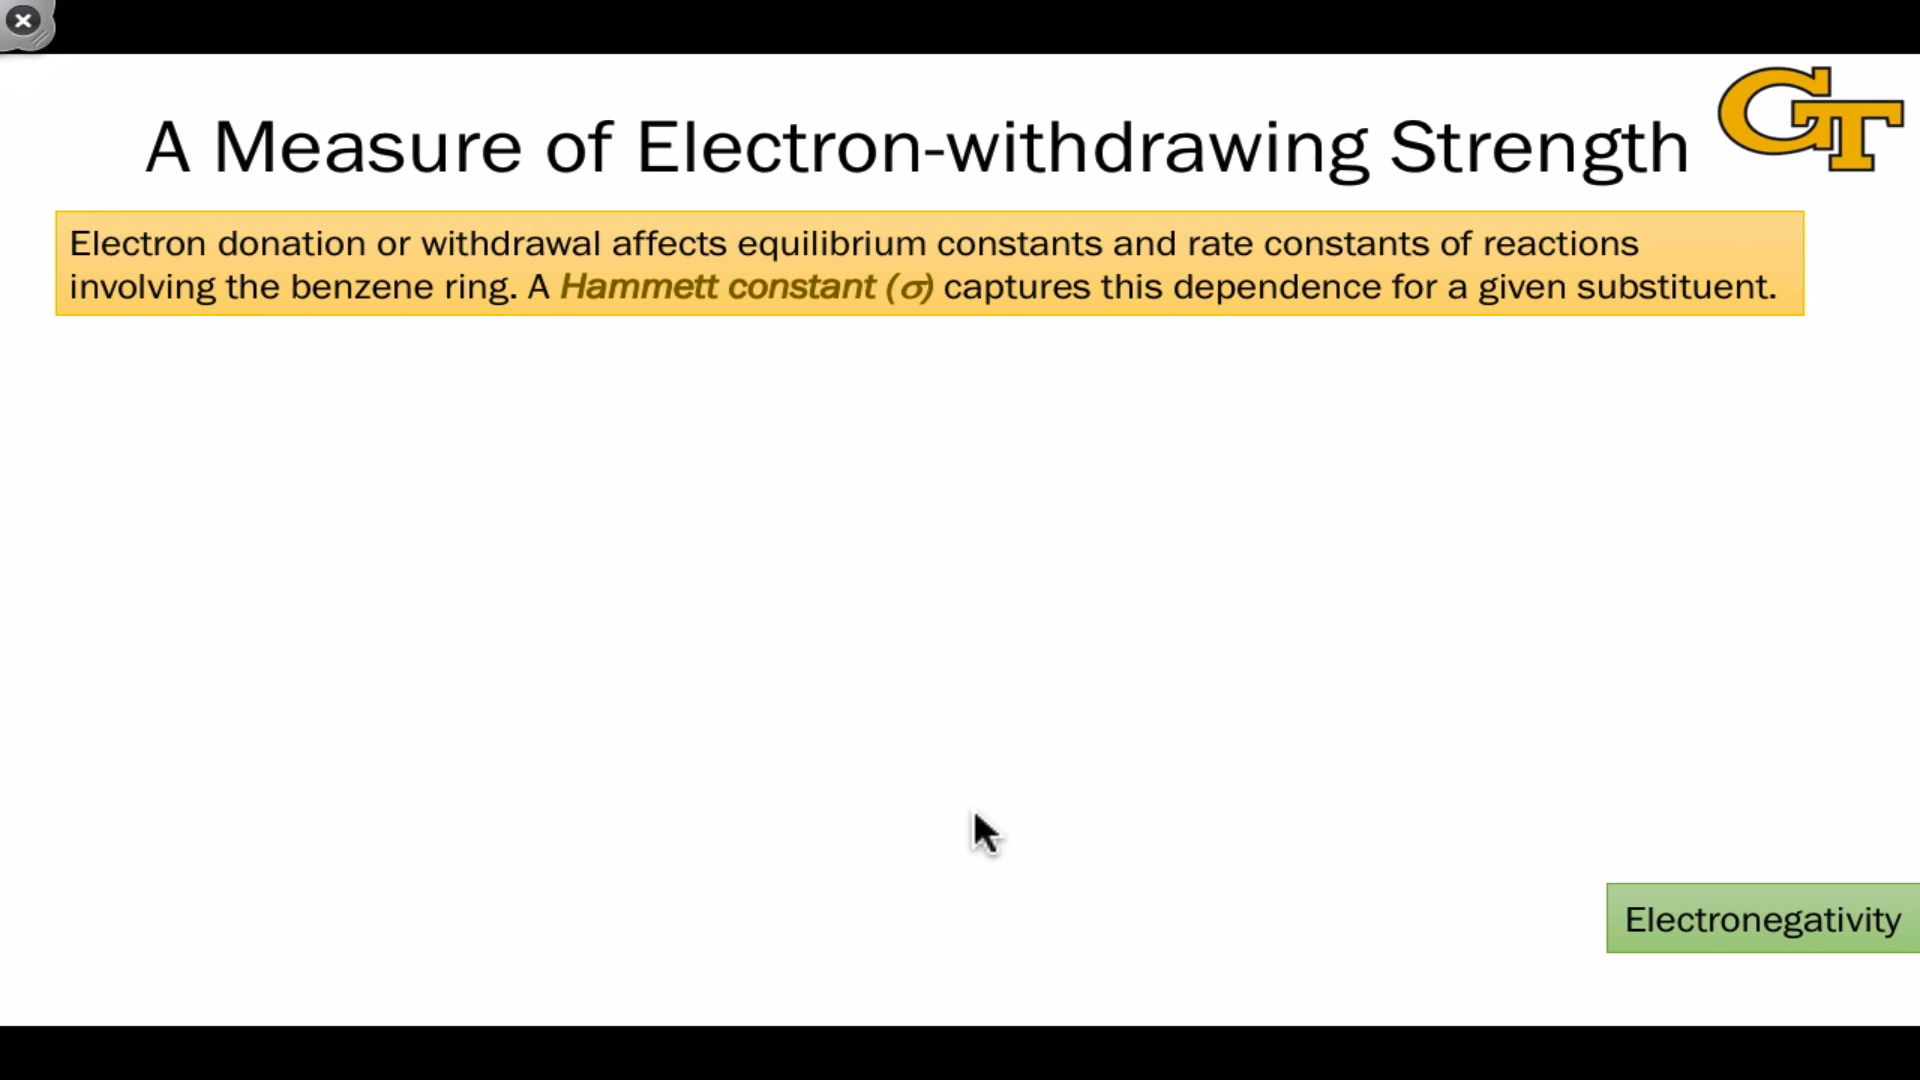 A Measure of Electron-withdrawing Strength
GT
Electron donation or withdrawal affects equilibrium constants and rate constants of reactions
involving the benzene ring. A Hammett constant (σ) captures this dependence for a given substituent.
Electronegativity